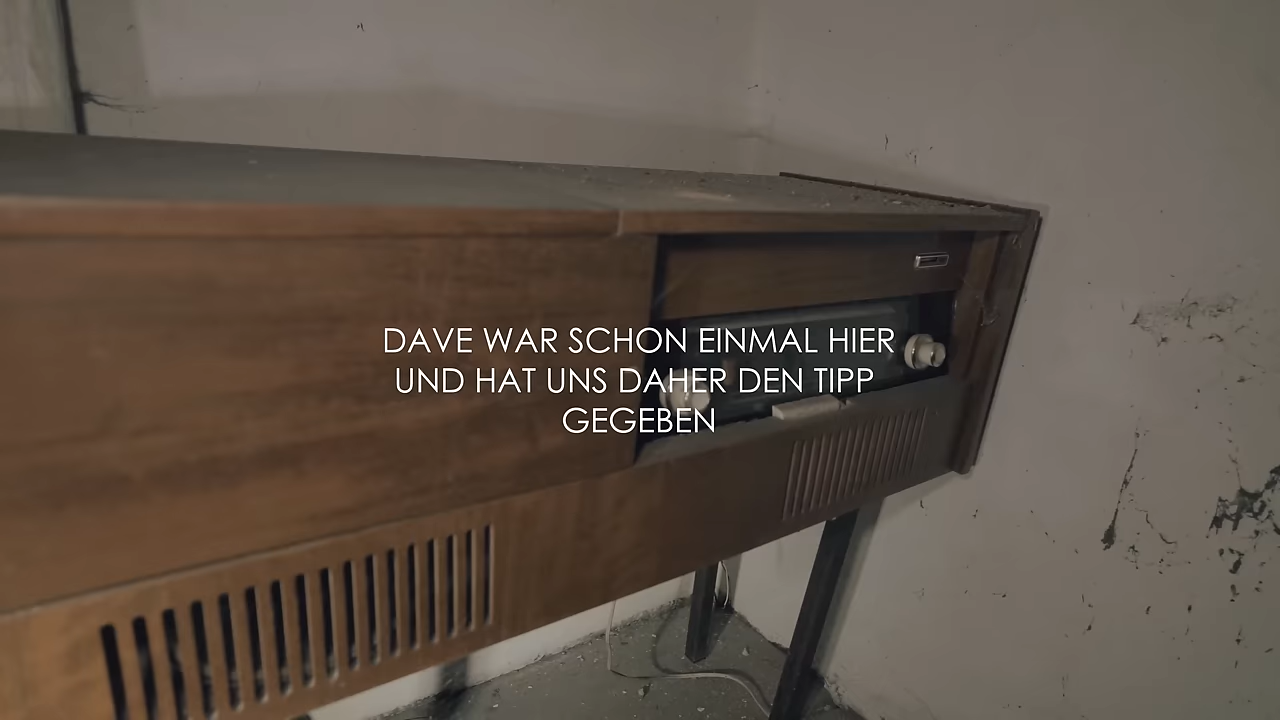 DAVE WAR SCHON EINMAL HIER
UND HAT UNS DAHER DEN TIPP
GEGEBEN